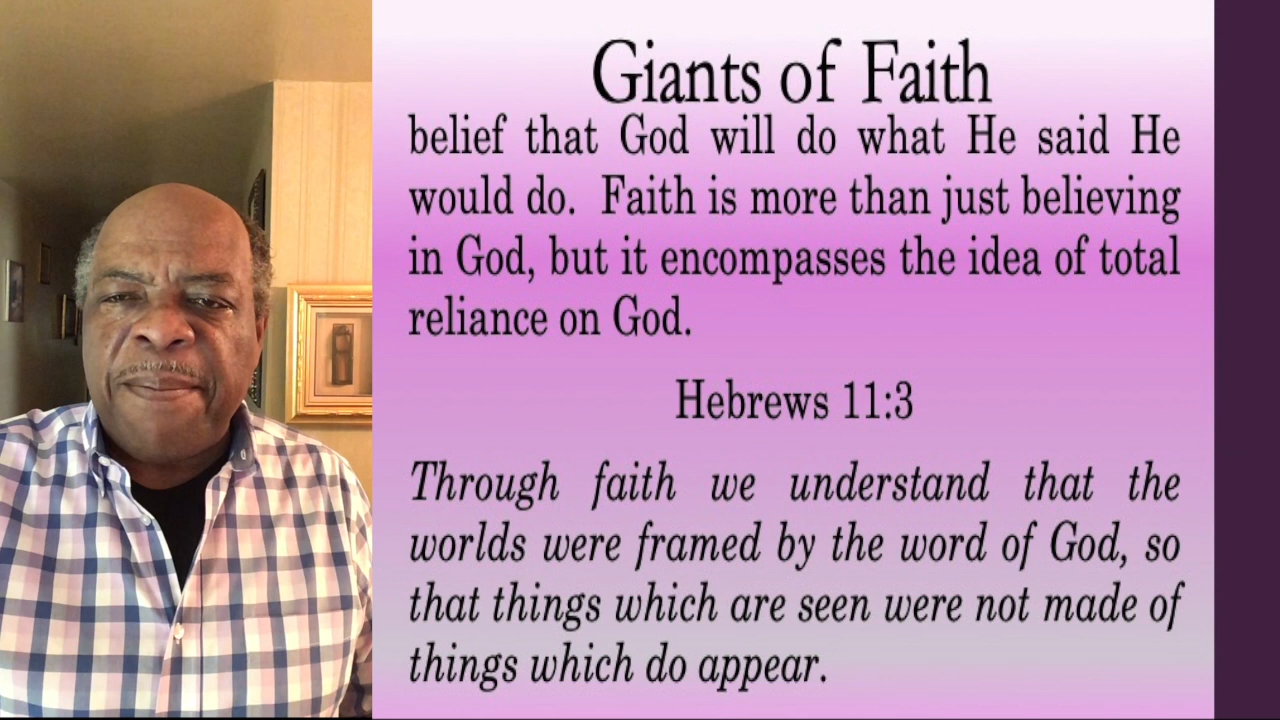 Giants of Faith
belief that God will do what He said He
would do. Faith is more than just believing
in God, but it encompasses the idea of total
reliance on God.
Hebrews 11:3
Through faith we understand that the
worlds were framed by the word of God, so
that things which are seen were not made of
things which do appear.